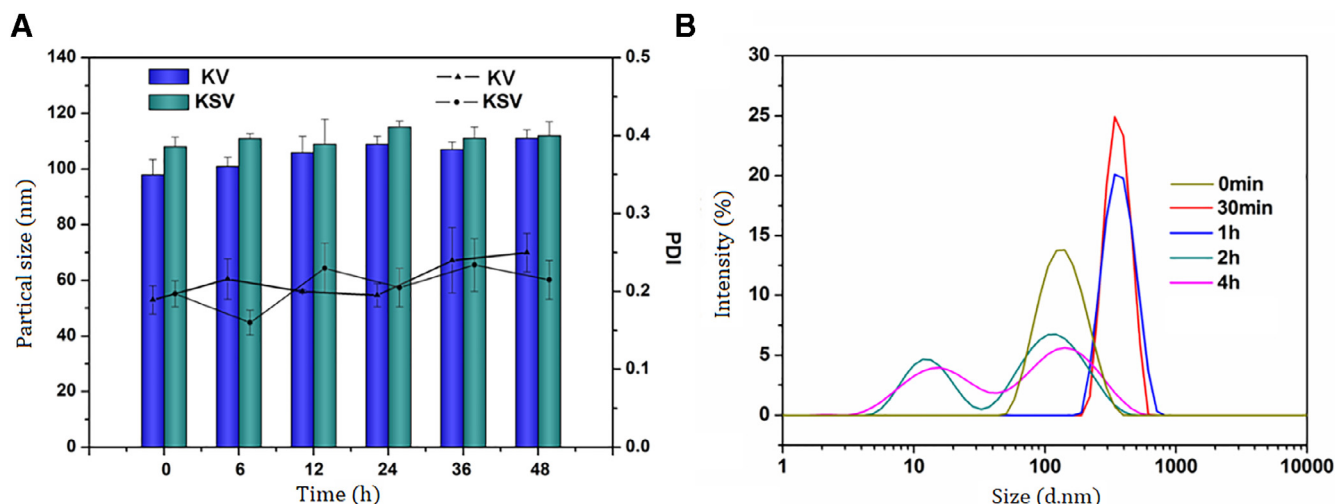 A
140
120
100
80
60
40
20
0
Partical size (nm)
KV
KSV
KV
KSV
0.5
0.4
0.3
0.2
0.1
0.0
PDI
0 6 12 24 36 48
Time (h)
B
30
25
20
15
10
5
0
Intensity (%)
0min
30min
1h
2h
4h
1 10 100 1000 10000
Size (d.nm)